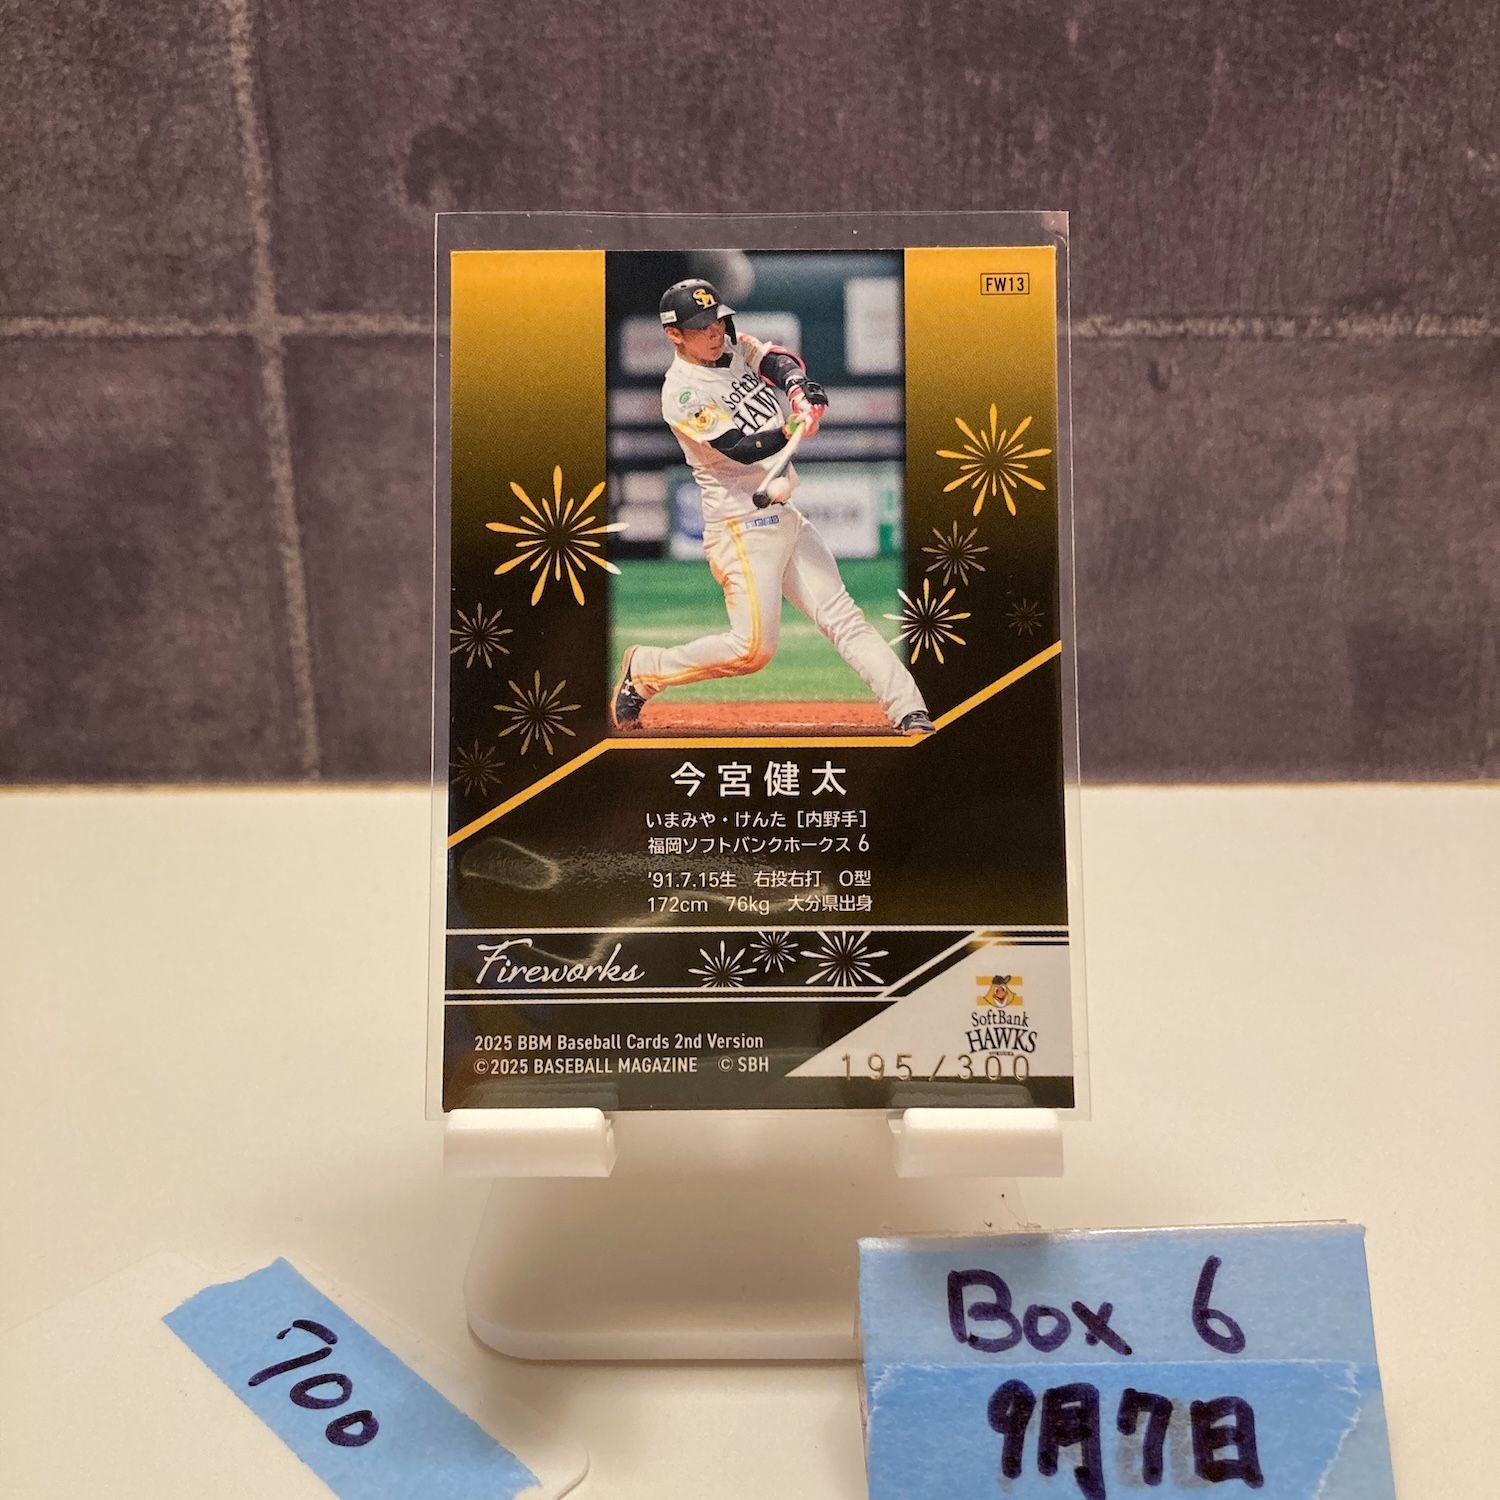 FW13
SoftBank
HAWKS
今宮健太
いまみや・けんた［内野手］
福岡ソフトバンクホークス 6
'91.7.15生　右投右打　O型
172cm　76kg　大分県出身
Fireworks
SoftBank
HAWKS
2025 BBM Baseball Cards 2nd Version
©2025 BASEBALL MAGAZINE　© SBH
195/300
700
Box 6
9月7日